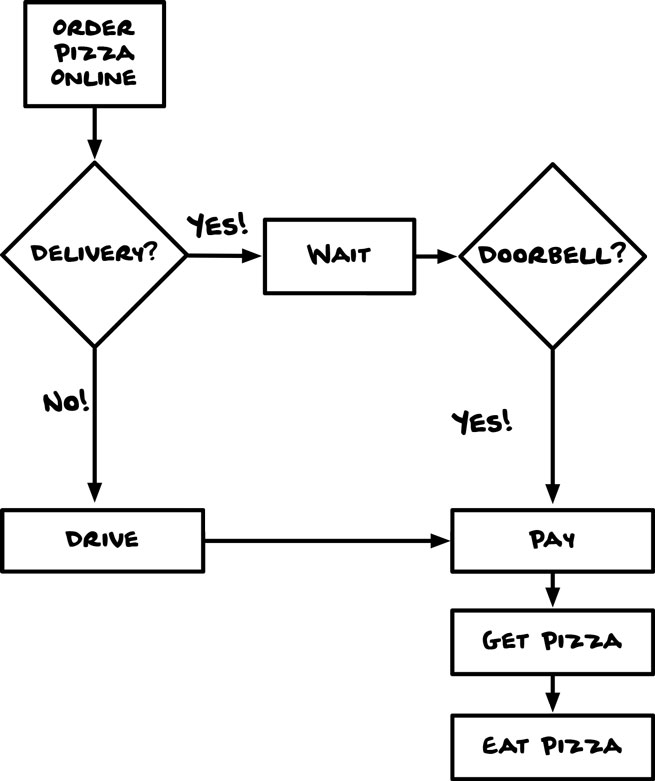 ORDER
PIZZA
ONLINE
DELIVERY?
YES!
WAIT
DOORBELL?
NO!
YES!
DRIVE
PAY
GET PIZZA
EAT PIZZA